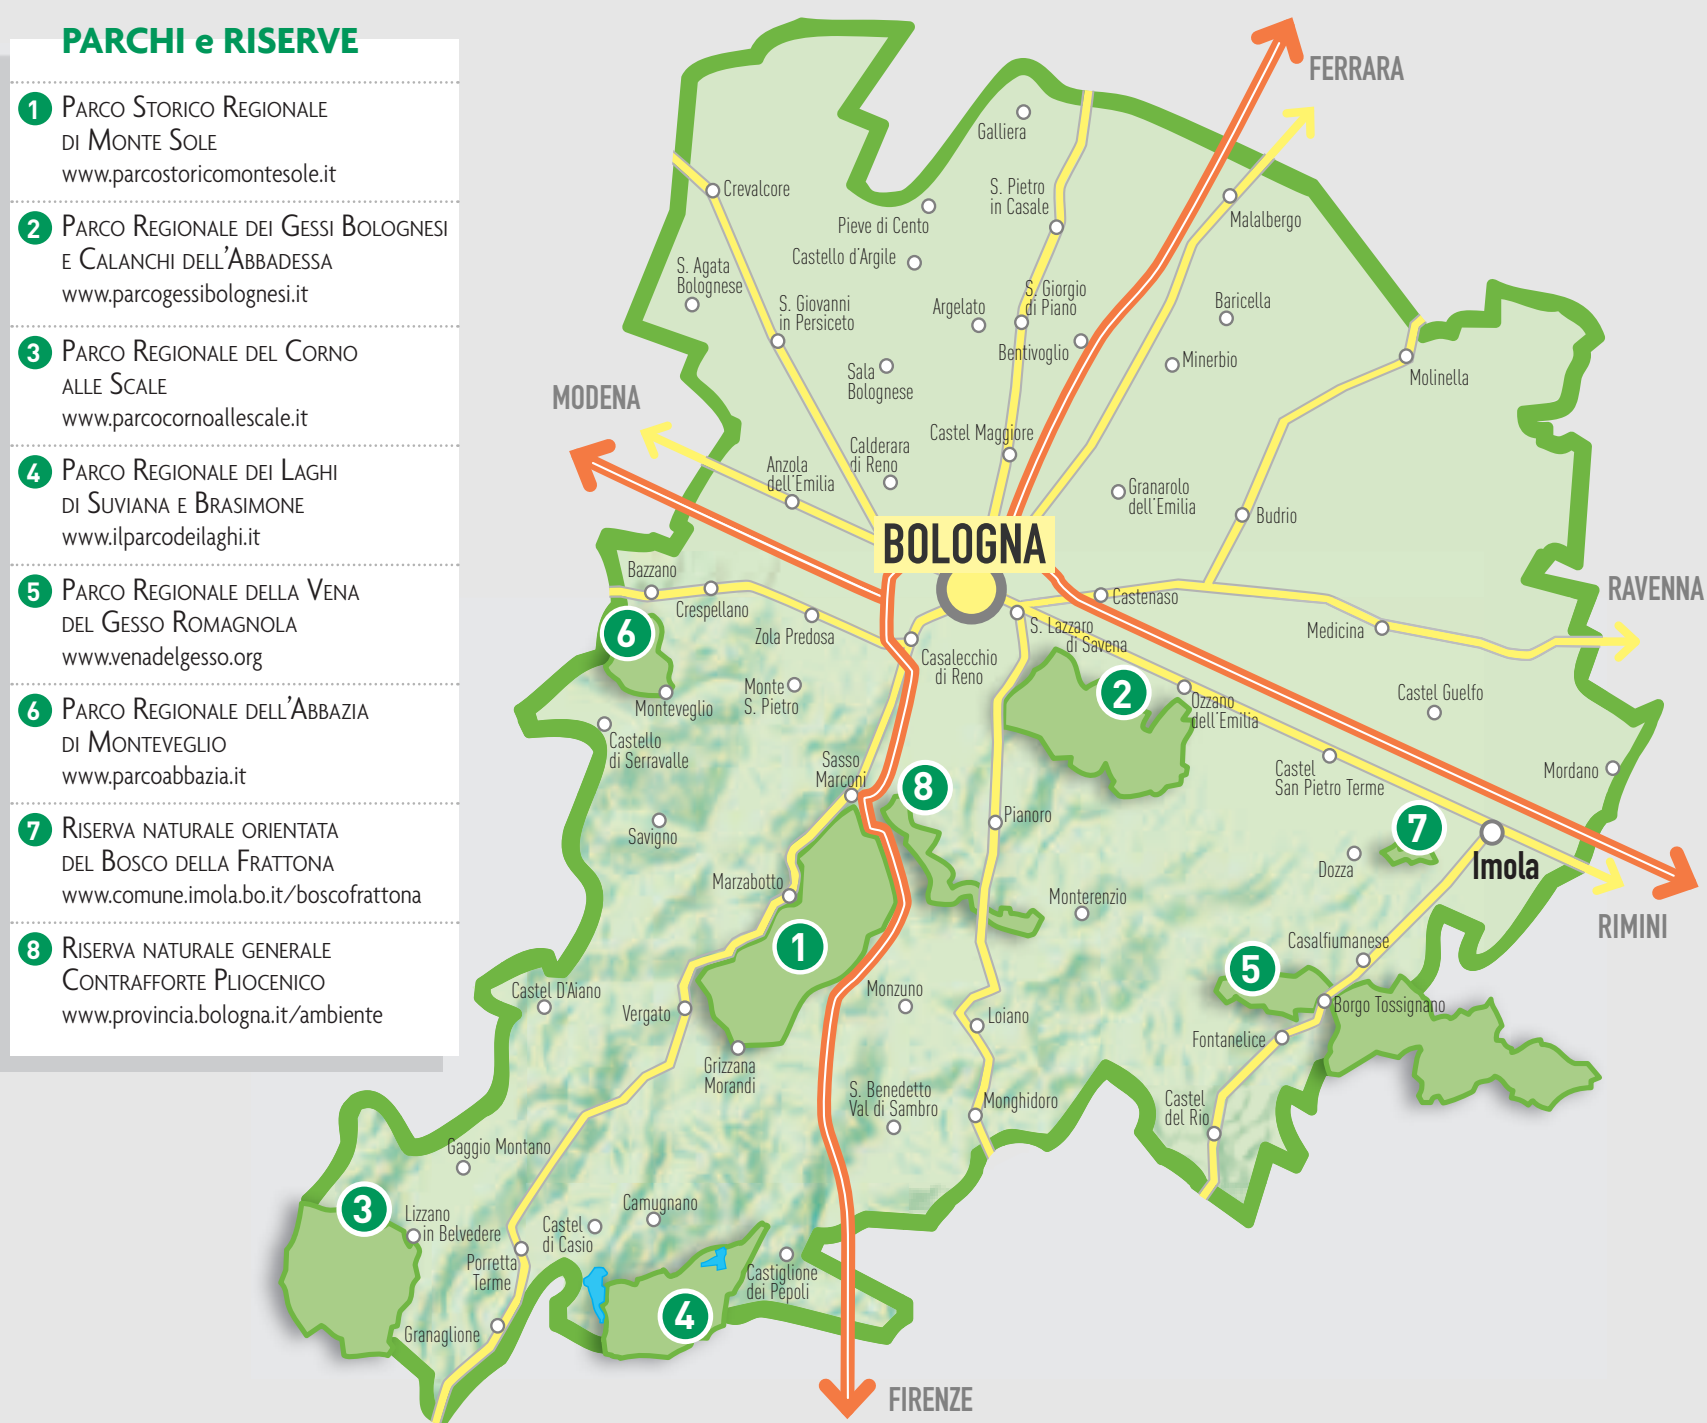 PARCHI e RISERVE
1 Parco Storico Regionale
di Monte Sole
www.parcostoricomontesole.it
2 Parco Regionale dei Gessi Bolognesi
e Calanchi dell'Abbadessa
www.parcogessibolognesi.it
3 Parco Regionale del Corno
alle Scale
www.parcocornoallescale.it
4 Parco Regionale dei Laghi
di Suviana e Brasimone
www.ilparcodeilaghi.it
5 Parco Regionale della Vena
del Gesso Romagnola
www.venadelgesso.org
6 Parco Regionale dell'Abbazia
di Monteveglio
www.parcoabbazia.it
7 Riserva naturale orientata
del Bosco della Frattona
www.comune.imola.bo.it/boscofrattona
8 Riserva naturale generale
Contrafforte Pliocenico
www.provincia.bologna.it/ambiente
FERRARA
Galliera
Crevalcore
S. Pietro
in Casale
Pieve di Cento
Malalbergo
Castello d'Argile
S. Agata
Bolognese
S. Giovanni
in Persiceto
Argelato
S. Giorgio
di Piano
Baricella
Bentivoglio
Minerbio
Molinella
Sala
Bolognese
MODENA
Castel Maggiore
Calderara
di Reno
Anzola
dell'Emilia
Granarolo
dell'Emilia
Budrio
BOLOGNA
Bazzano
Crespellano
Castenaso
RAVENNA
Zola Predosa
S. Lazzaro
di Savena
Medicina
6
Casalecchio
di Reno
Monte
S. Pietro
2
Monteveglio
Castel Guelfo
Ozzano
dell'Emilia
Castello
di Serravalle
Sasso
Marconi
8
Castel
San Pietro Terme
Mordano
Savigno
Pianoro
7
Dozza
Imola
Marzabotto
Monterenzio
RIMINI
1
Casalfiumanese
5
Castel D'Aiano
Vergato
Monzuno
Loiano
Borgo Tossignano
Fontanelice
Grizzana
Morandi
S. Benedetto
Val di Sambro
Monghidoro
Castel
del Rio
Gaggio Montano
3
Lizzano
in Belvedere
Camugnano
Castel
di Casio
Porretta
Terme
Castiglione
dei Pepoli
4
Granaglione
FIRENZE